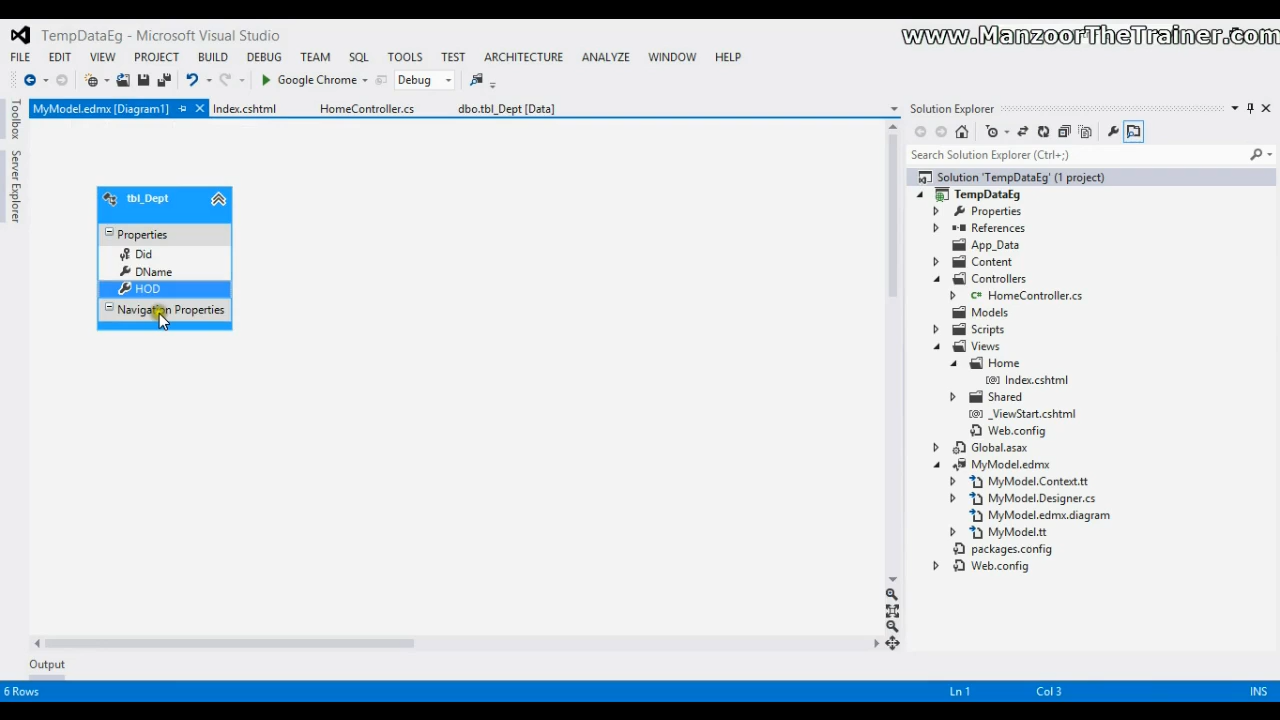 www.ManzoorTheTrainer.com
TempDataEg - Microsoft Visual Studio
FILE EDIT VIEW PROJECT BUILD DEBUG TEAM SQL TOOLS TEST ARCHITECTURE ANALYZE WINDOW HELP
Google Chrome Debug
MyModel.edmx [Diagram1] Index.cshtml HomeController.cs dbo.tbl_Dept [Data]
Toolbox
Server Explorer
tbl_Dept
Properties
Did
DName
HOD
Navigation Properties
Solution Explorer
Search Solution Explorer (Ctrl+;)
Solution 'TempDataEg' (1 project)
TempDataEg
Properties
References
App_Data
Content
Controllers
HomeController.cs
Models
Scripts
Views
Home
Index.cshtml
Shared
_ViewStart.cshtml
Web.config
Global.asax
MyModel.edmx
MyModel.Context.tt
MyModel.Designer.cs
MyModel.edmx.diagram
MyModel.tt
packages.config
Web.config
Output
6 Rows Ln 1 Col 3 INS